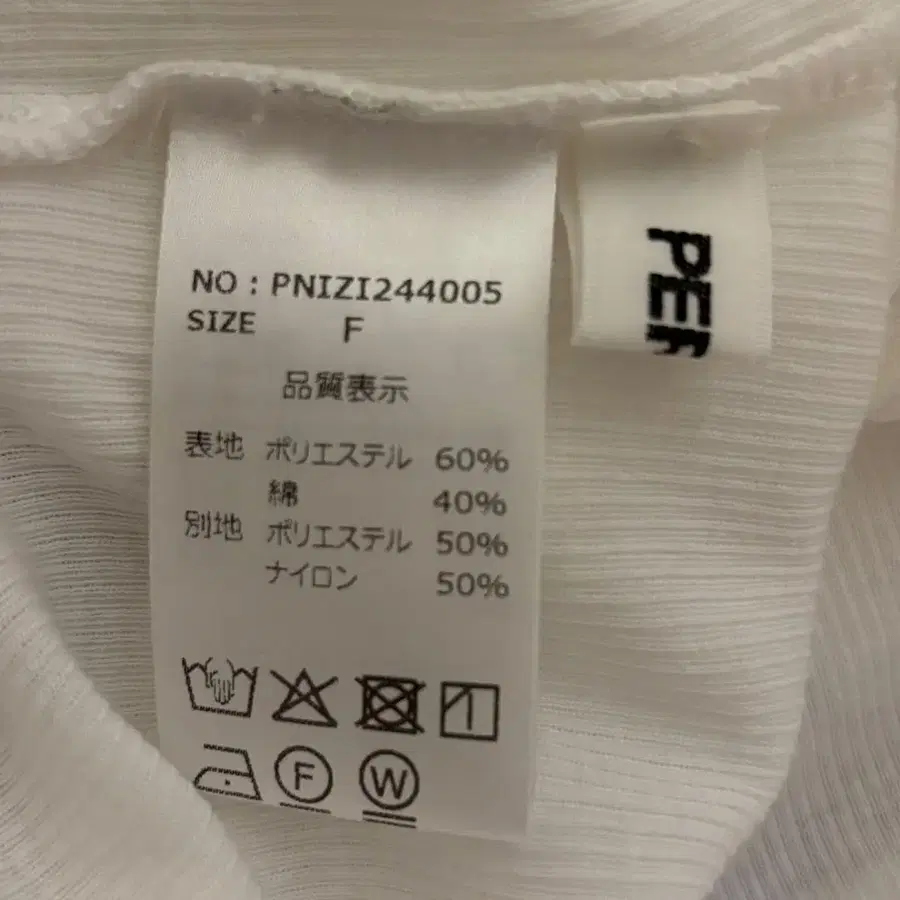 NO : PNIZI244005
SIZE F
品質表示
表地 ポリエステル 60%
綿 40%
別地 ポリエステル 50%
ナイロン 50%
F
W
PER